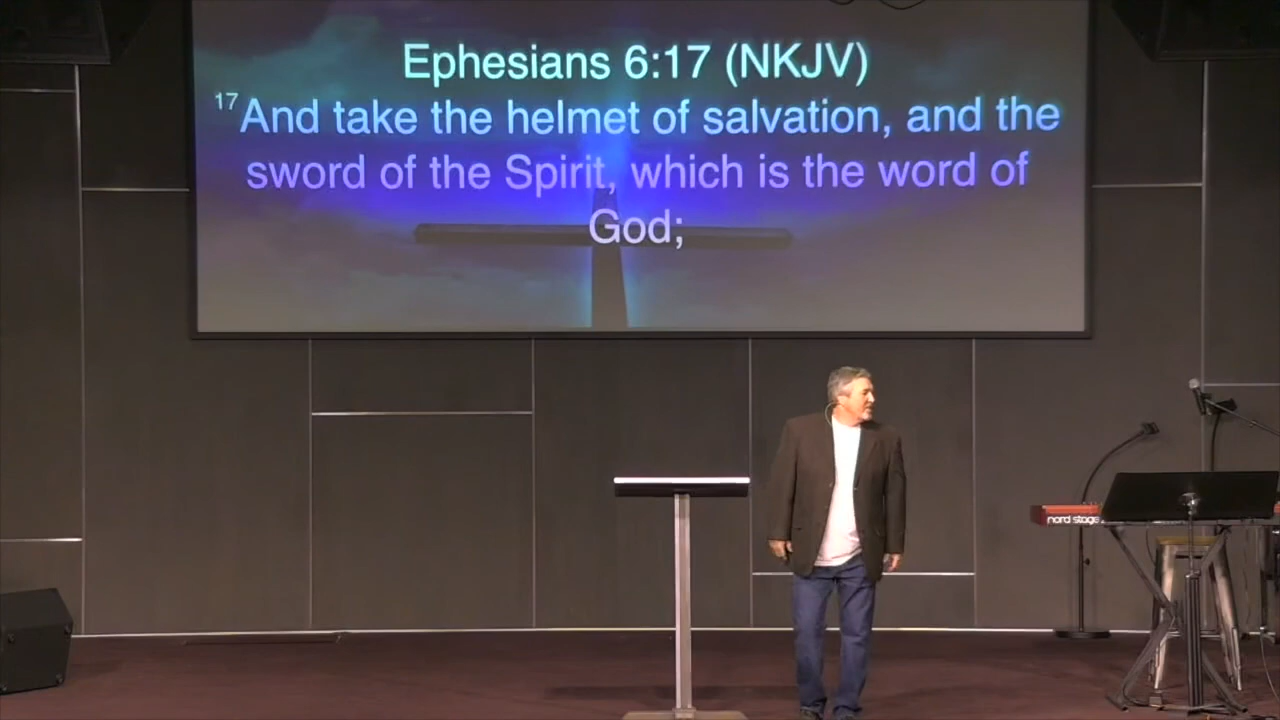 Ephesians 6:17 (NKJV)
17 And take the helmet of salvation, and the
sword of the Spirit, which is the word of
God;
nord stage